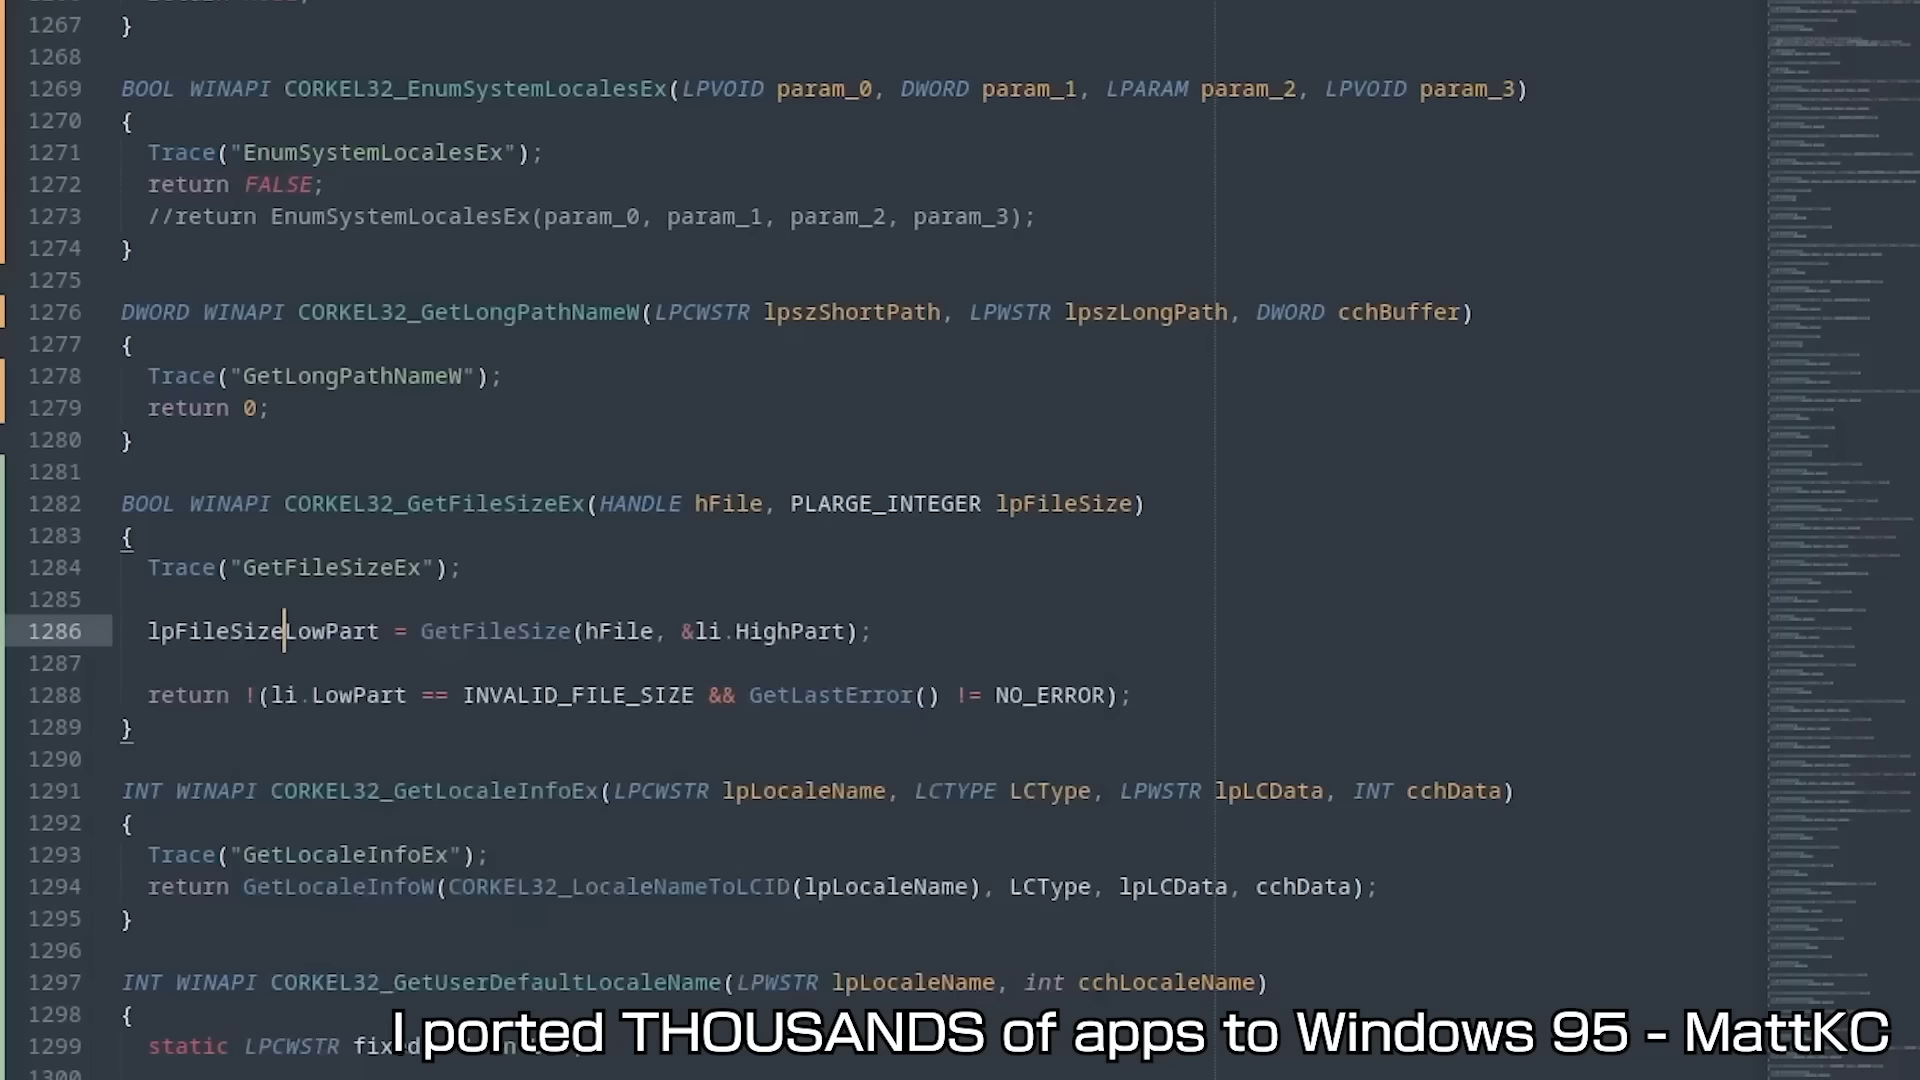 1267 }
1268
1269 BOOL WINAPI CORKEL32_EnumSystemLocalesEx(LPVOID param_0, DWORD param_1, LPARAM param_2, LPVOID param_3)
1270 {
1271 Trace("EnumSystemLocalesEx");
1272 return FALSE;
1273 //return EnumSystemLocalesEx(param_0, param_1, param_2, param_3);
1274 }
1275
1276 DWORD WINAPI CORKEL32_GetLongPathNameW(LPCWSTR lpszShortPath, LPWSTR lpszLongPath, DWORD cchBuffer)
1277 {
1278 Trace("GetLongPathNameW");
1279 return 0;
1280 }
1281
1282 BOOL WINAPI CORKEL32_GetFileSizeEx(HANDLE hFile, PLARGE_INTEGER lpFileSize)
1283 {
1284 Trace("GetFileSizeEx");
1285
1286 lpFileSizeLowPart = GetFileSize(hFile, &li.HighPart);
1287
1288 return !(li.LowPart == INVALID_FILE_SIZE && GetLastError() != NO_ERROR);
1289 }
1290
1291 INT WINAPI CORKEL32_GetLocaleInfoEx(LPCWSTR lpLocaleName, LCTYPE LCType, LPWSTR lpLCData, INT cchData)
1292 {
1293 Trace("GetLocaleInfoEx");
1294 return GetLocaleInfoW(CORKEL32_LocaleNameToLCID(lpLocaleName), LCType, lpLCData, cchData);
1295 }
1296
1297 INT WINAPI CORKEL32_GetUserDefaultLocaleName(LPWSTR lpLocaleName, int cchLocaleName)
1298 {
1299 static LPCWSTR
I ported THOUSANDS of apps to Windows 95 - MattKC